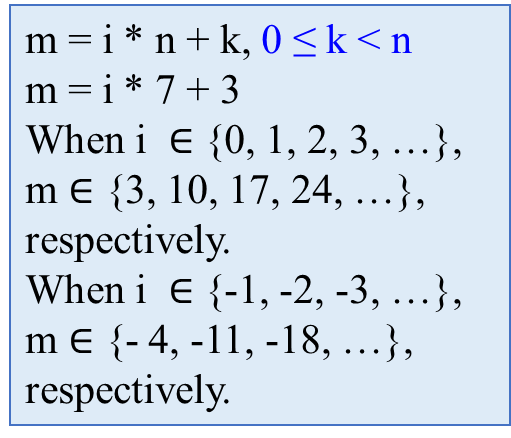 m = i * n + k, 0 ≤ k < n
m = i * 7 + 3
When i ∈ {0, 1, 2, 3, …},
m ∈ {3, 10, 17, 24, …},
respectively.
When i ∈ {-1, -2, -3, …},
m ∈ {- 4, -11, -18, …},
respectively.